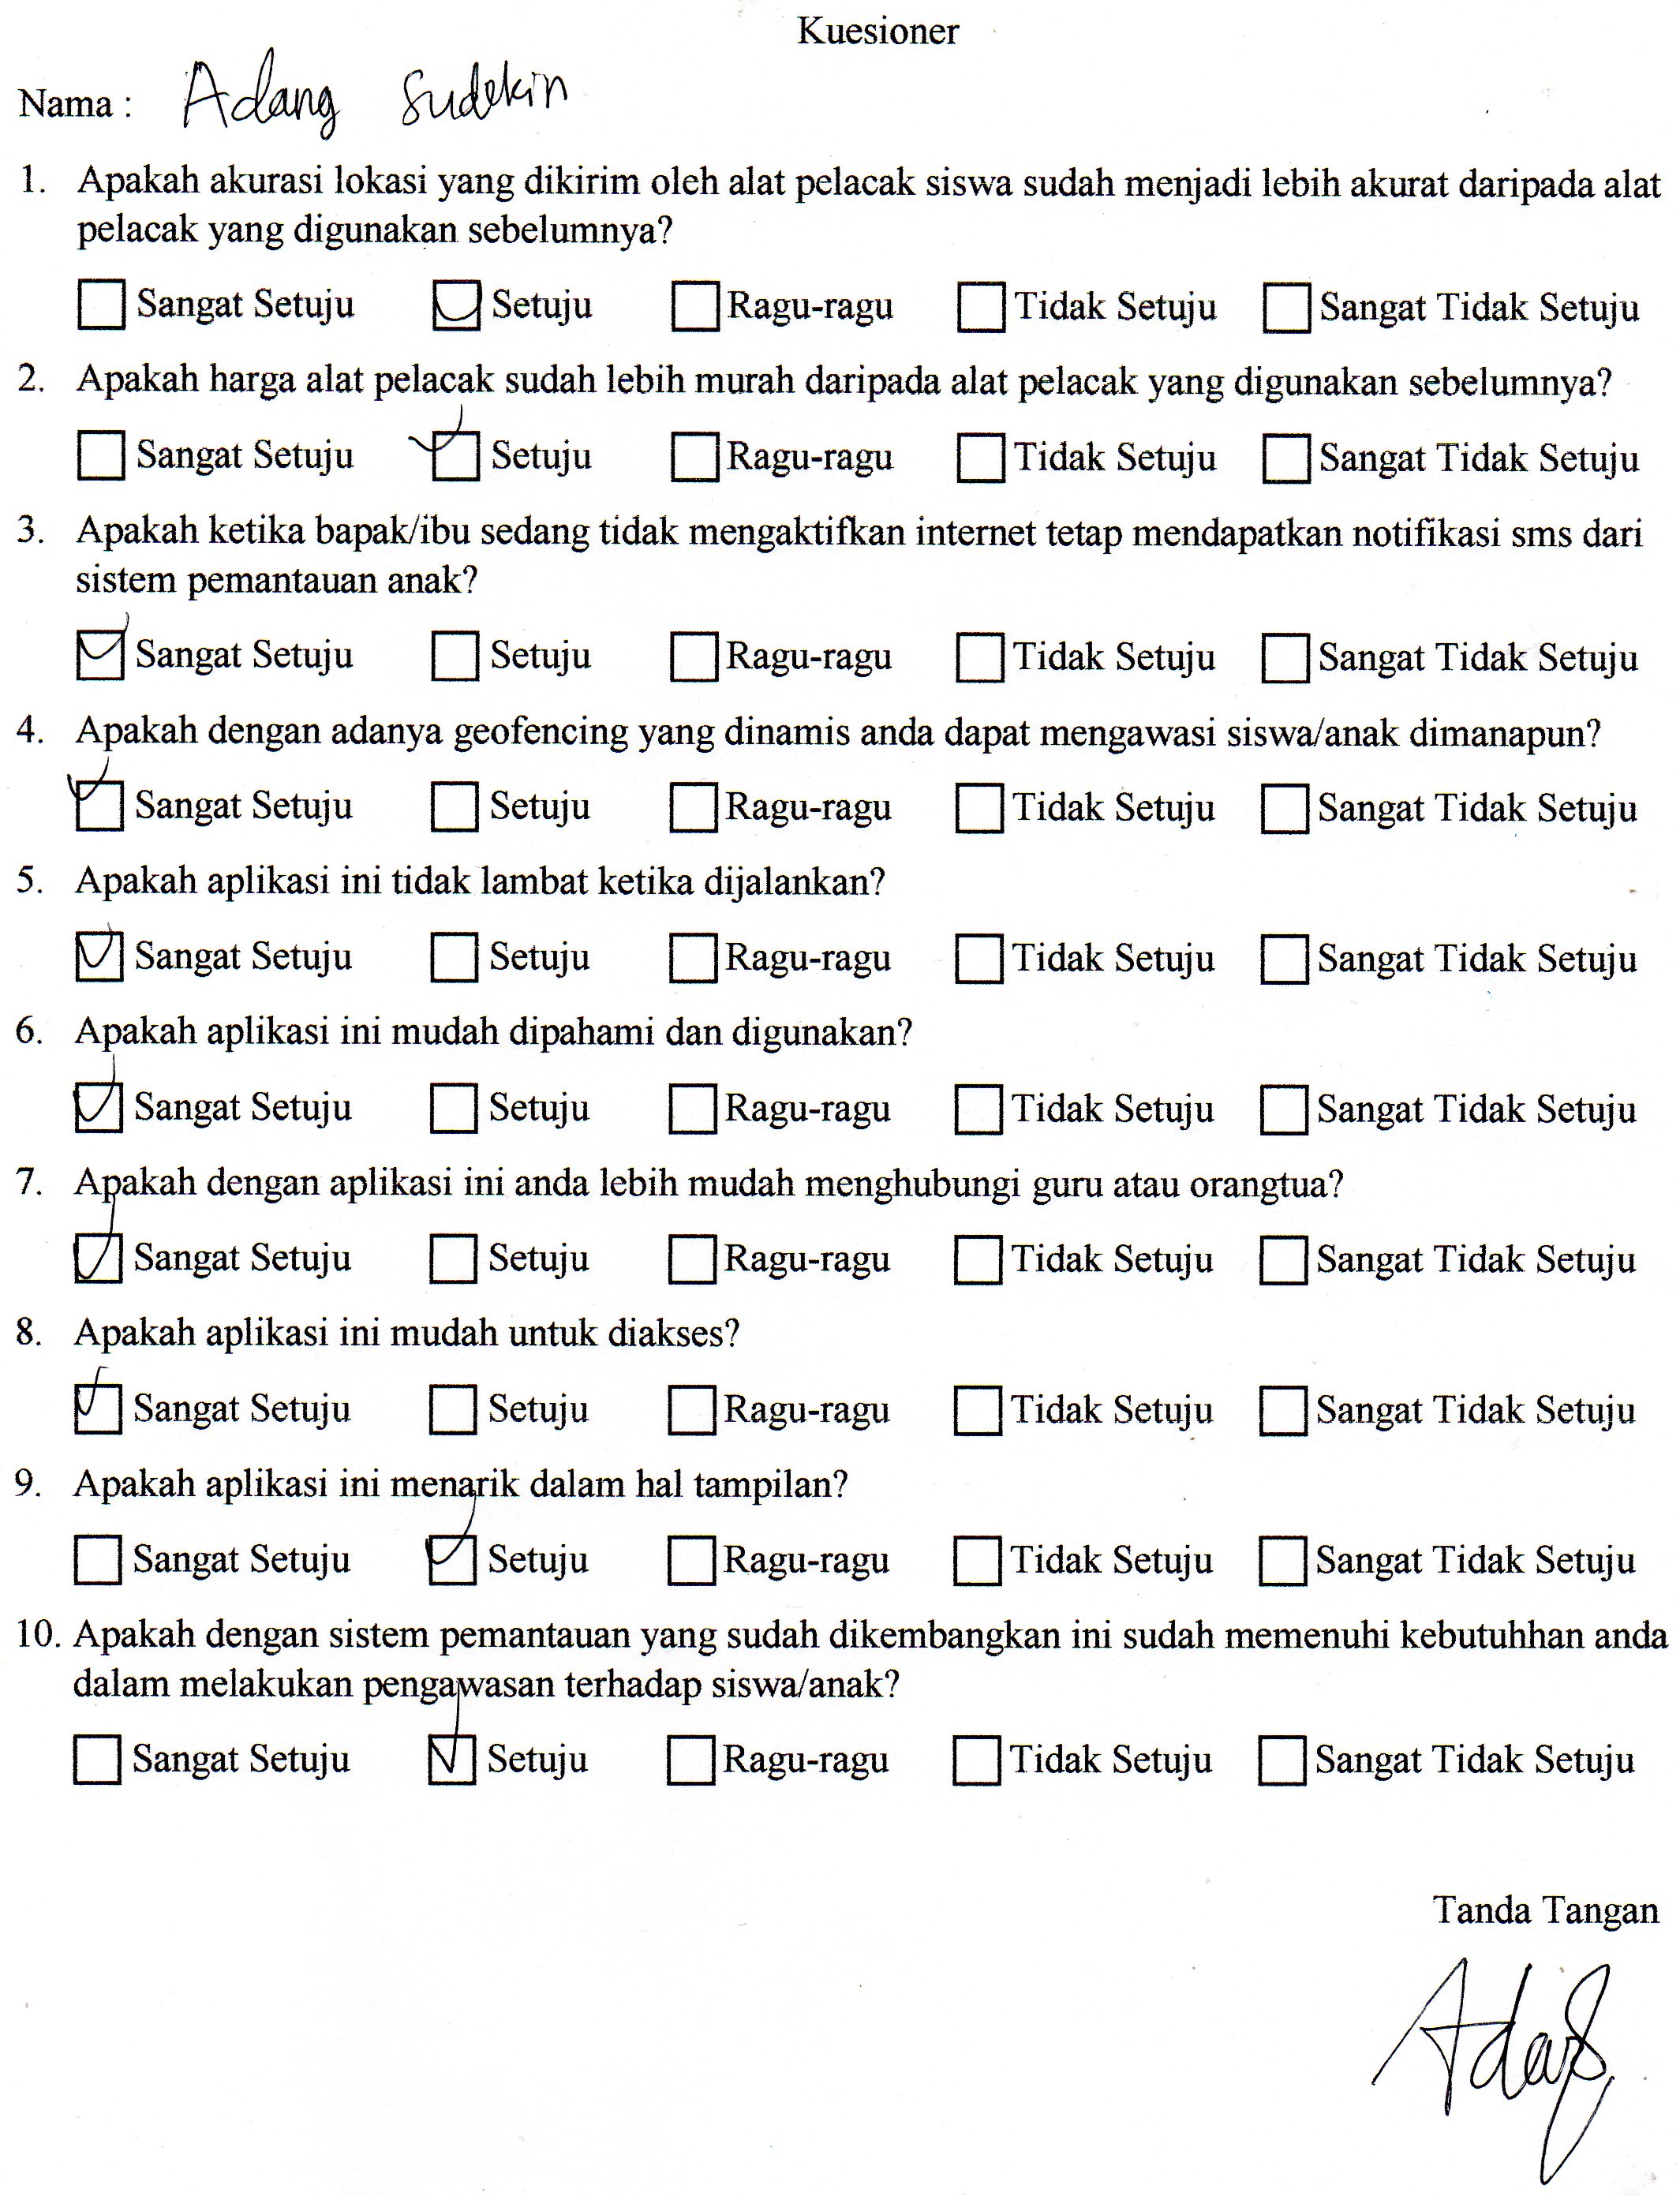 Kuesioner
Nama : Adang Sudekin
1. Apakah akurasi lokasi yang dikirim oleh alat pelacak siswa sudah menjadi lebih akurat daripada alat
pelacak yang digunakan sebelumnya?
Sangat Setuju Setuju Ragu-ragu Tidak Setuju Sangat Tidak Setuju
2. Apakah harga alat pelacak sudah lebih murah daripada alat pelacak yang digunakan sebelumnya?
Sangat Setuju Setuju Ragu-ragu Tidak Setuju Sangat Tidak Setuju
3. Apakah ketika bapak/ibu sedang tidak mengaktifkan internet tetap mendapatkan notifikasi sms dari
sistem pemantauan anak?
Sangat Setuju Setuju Ragu-ragu Tidak Setuju Sangat Tidak Setuju
4. Apakah dengan adanya geofencing yang dinamis anda dapat mengawasi siswa/anak dimanapun?
Sangat Setuju Setuju Ragu-ragu Tidak Setuju Sangat Tidak Setuju
5. Apakah aplikasi ini tidak lambat ketika dijalankan?
Sangat Setuju Setuju Ragu-ragu Tidak Setuju Sangat Tidak Setuju
6. Apakah aplikasi ini mudah dipahami dan digunakan?
Sangat Setuju Setuju Ragu-ragu Tidak Setuju Sangat Tidak Setuju
7. Apakah dengan aplikasi ini anda lebih mudah menghubungi guru atau orangtua?
Sangat Setuju Setuju Ragu-ragu Tidak Setuju Sangat Tidak Setuju
8. Apakah aplikasi ini mudah untuk diakses?
Sangat Setuju Setuju Ragu-ragu Tidak Setuju Sangat Tidak Setuju
9. Apakah aplikasi ini menarik dalam hal tampilan?
Sangat Setuju Setuju Ragu-ragu Tidak Setuju Sangat Tidak Setuju
10. Apakah dengan sistem pemantauan yang sudah dikembangkan ini sudah memenuhi kebutuhhan anda
dalam melakukan pengawasan terhadap siswa/anak?
Sangat Setuju Setuju Ragu-ragu Tidak Setuju Sangat Tidak Setuju
Tanda Tangan